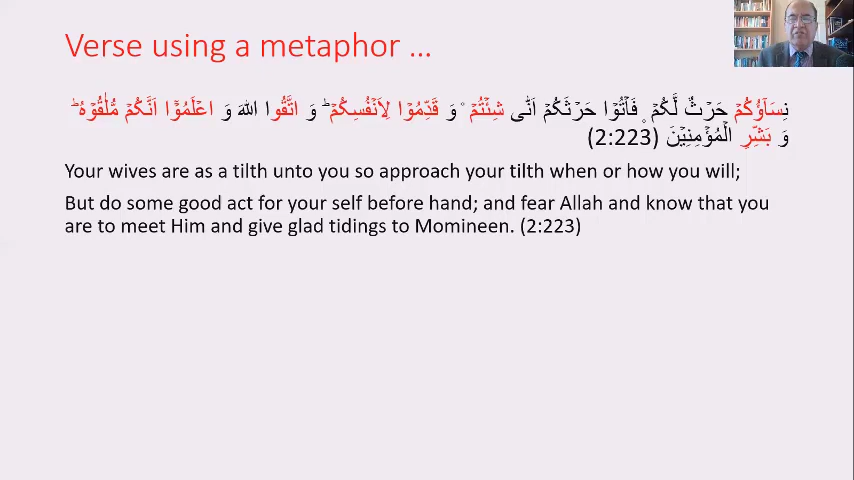 Verse using a metaphor ...
نِسَآؤُكُمۡ حَرۡثٌ لَّكُمۡ ۪ فَاۡتُوۡا حَرۡثَكُمۡ اَنّٰى شِئۡتُمۡ ۫ وَ قَدِّمُوۡا لِاَنۡفُسِكُمۡ ؕ وَ اتَّقُوا اللهَ وَ اعۡلَمُوۡۤا اَنَّكُمۡ مُّلٰقُوۡهُ ؕ
وَ بَشِّرِ الۡمُؤۡمِنِيۡنَ (2:223)
Your wives are as a tilth unto you so approach your tilth when or how you will;
But do some good act for your self before hand; and fear Allah and know that you
are to meet Him and give glad tidings to Momineen. (2:223)